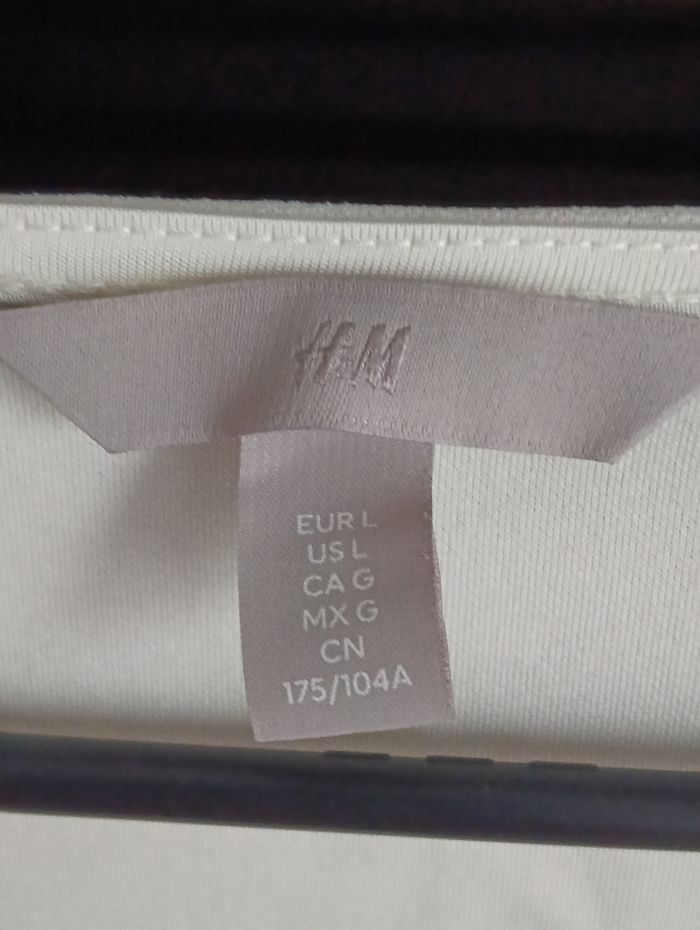 H&M
EUR L
US L
CA G
MX G
CN
175/104A